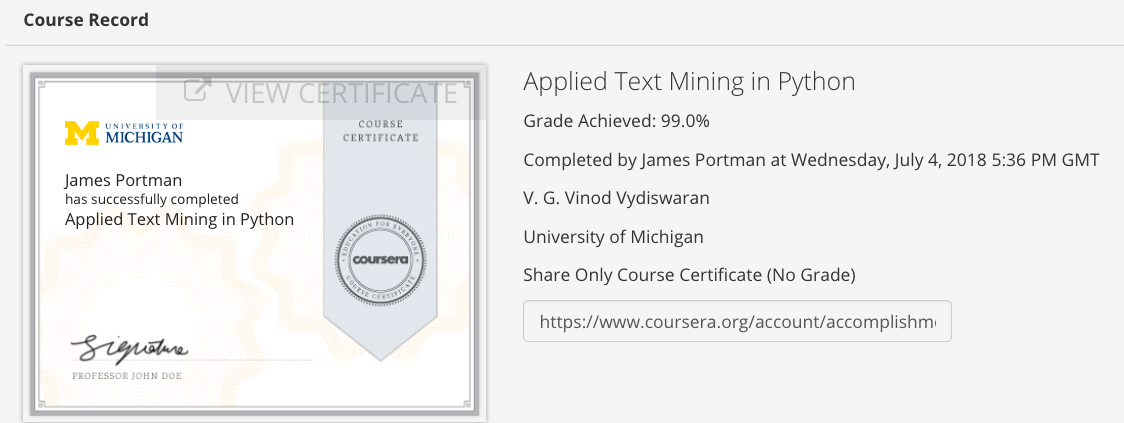 Course Record
VIEW CERTIFICATE
UNIVERSITY OF
MICHIGAN
James Portman
has successfully completed
Applied Text Mining in Python
COURSE
CERTIFICATE
EDUCATION FOR EVERYONE
coursera
COURSE CERTIFICATE
Signature
PROFESSOR JOHN DOE
Applied Text Mining in Python
Grade Achieved: 99.0%
Completed by James Portman at Wednesday, July 4, 2018 5:36 PM GMT
V. G. Vinod Vydiswaran
University of Michigan
Share Only Course Certificate (No Grade)
https://www.coursera.org/account/accomplishm